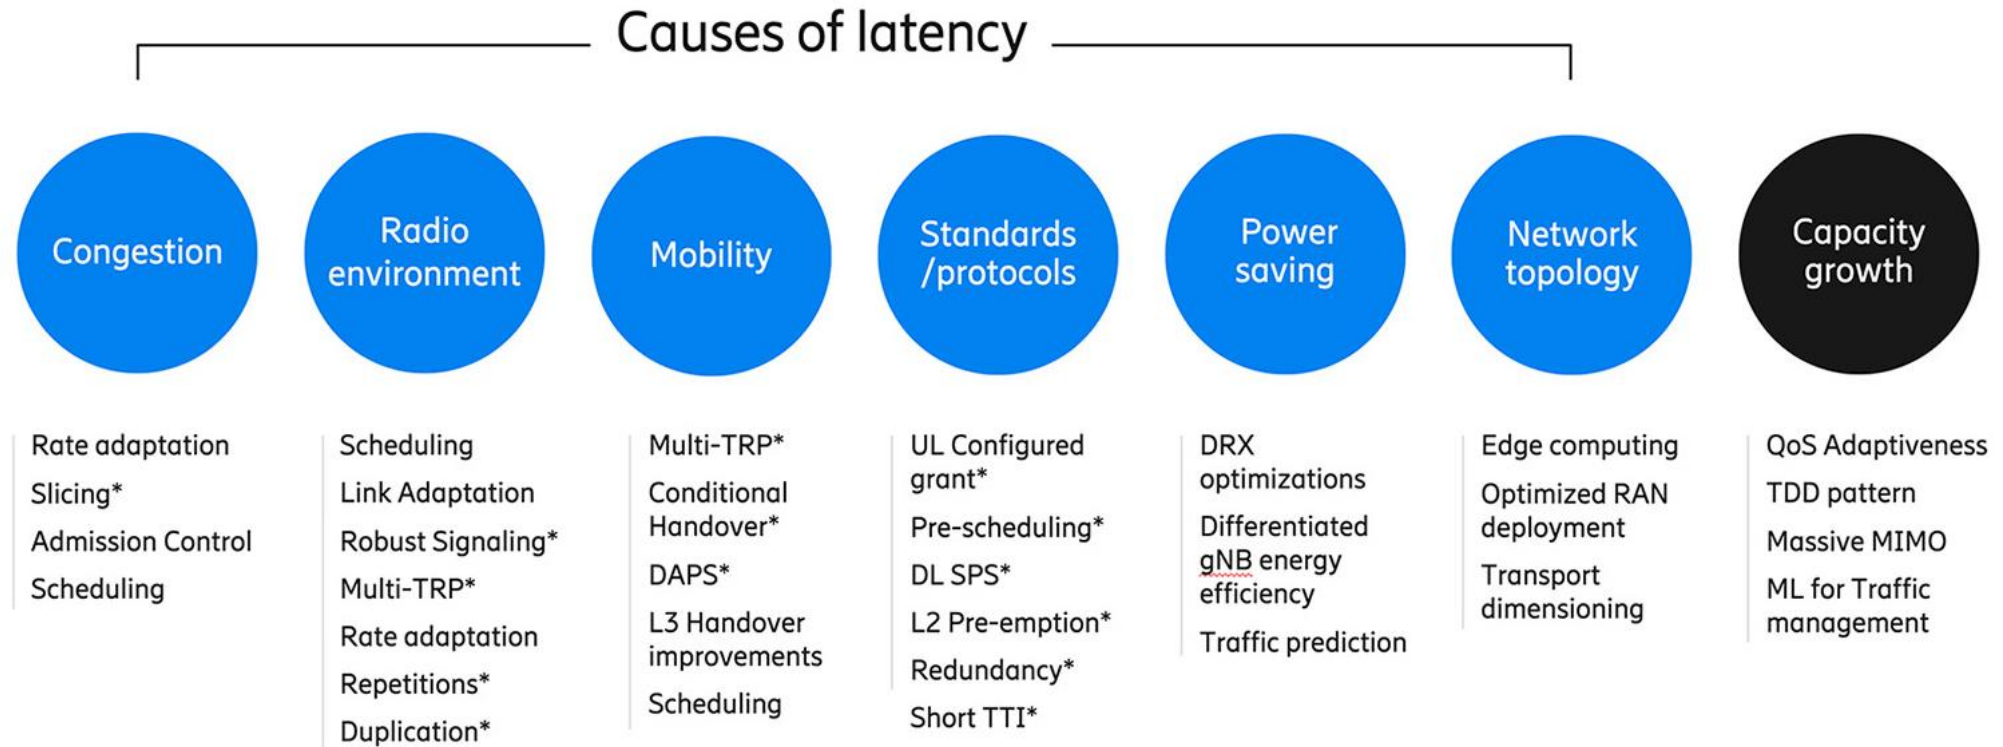 Causes of latency
Congestion
Radio
environment
Mobility
Standards
/protocols
Power
saving
Network
topology
Capacity
growth
Rate adaptation
Slicing*
Admission Control
Scheduling
Scheduling
Link Adaptation
Robust Signaling*
Multi-TRP*
Rate adaptation
Repetitions*
Duplication*
Multi-TRP*
Conditional
Handover*
DAPS*
L3 Handover
improvements
Scheduling
UL Configured
grant*
Pre-scheduling*
DL SPS*
L2 Pre-emption*
Redundancy*
Short TTI*
DRX
optimizations
Differentiated
gNB energy
efficiency
Traffic prediction
Edge computing
Optimized RAN
deployment
Transport
dimensioning
QoS Adaptiveness
TDD pattern
Massive MIMO
ML for Traffic
management